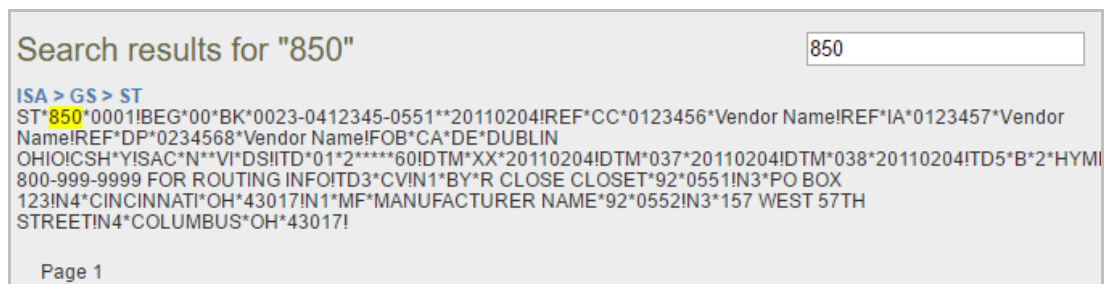 Search results for "850"
850
ISA > GS > ST
ST*850*0001!BEG*00*BK*0023-0412345-0551**20110204!REF*CC*0123456*Vendor Name!REF*IA*0123457*Vendor
Name!REF*DP*0234568*Vendor Name!FOB*CA*DE*DUBLIN
OHIO!CSH*Y!SAC*N**VI*DS!ITD*01*2*****60!DTM*XX*20110204!DTM*037*20110204!DTM*038*20110204!TD5*B*2*HYMI
800-999-9999 FOR ROUTING INFO!TD3*CV!N1*BY*R CLOSE CLOSET*92*0551!N3*PO BOX
123!N4*CINCINNATI*OH*43017!N1*MF*MANUFACTURER NAME*92*0552!N3*157 WEST 57TH
STREET!N4*COLUMBUS*OH*43017!
Page 1